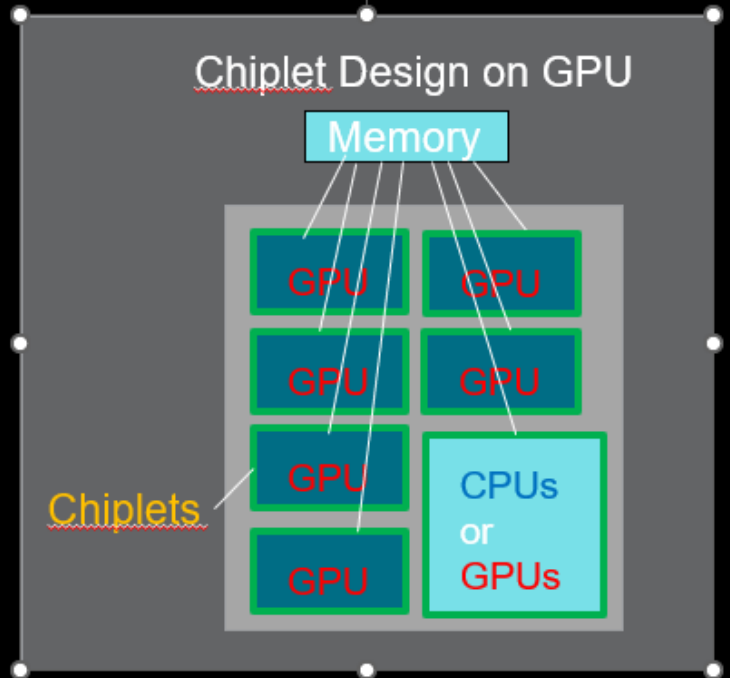 Chiplet Design on GPU
Memory
GPU
GPU
GPU
GPU
GPU
GPU
Chiplets
CPUs
or
GPUs